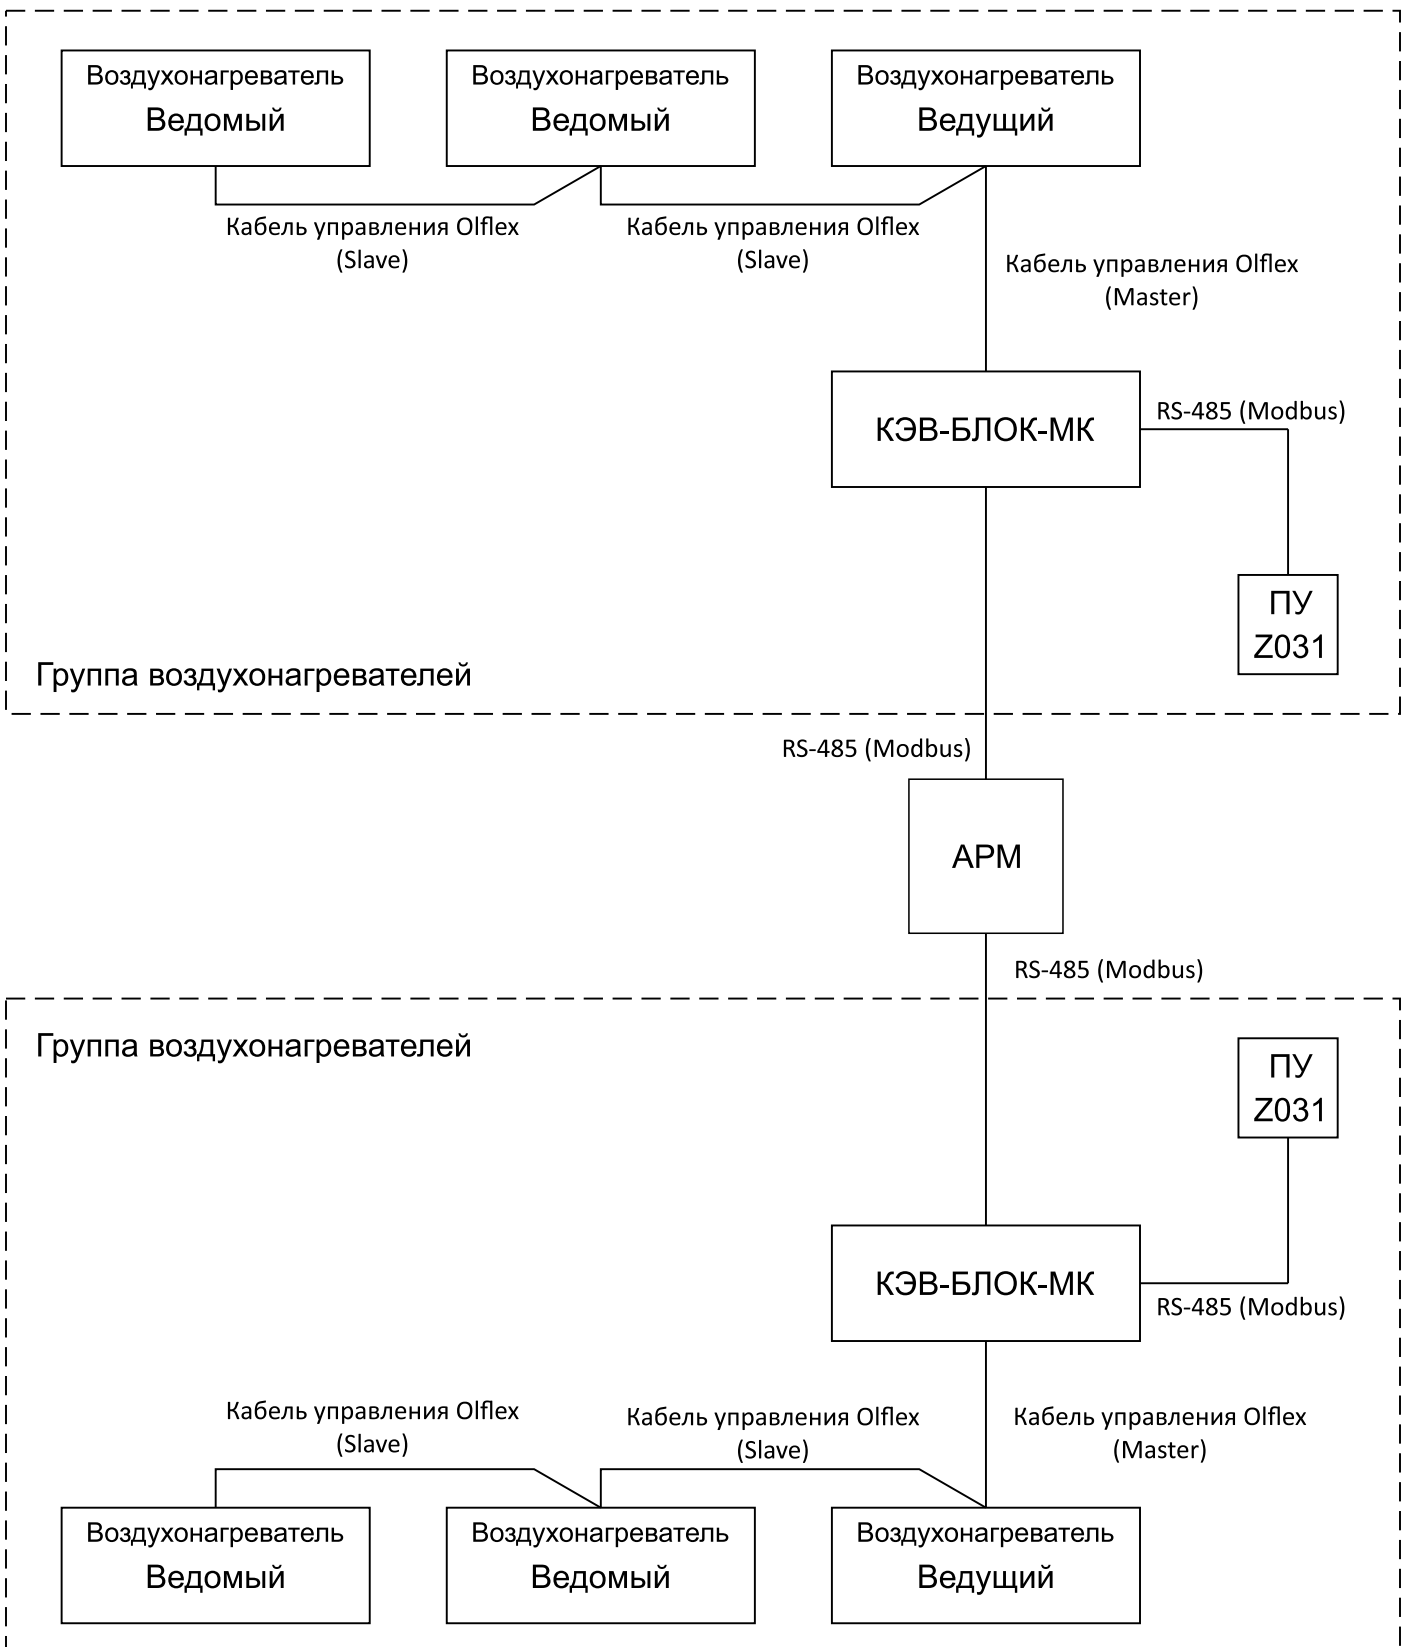 Воздухонагреватель
Ведомый
Воздухонагреватель
Ведомый
Воздухонагреватель
Ведущий
Кабель управления Olflex
(Slave)
Кабель управления Olflex
(Slave)
Кабель управления Olflex
(Master)
КЭВ-БЛОК-МК
RS-485 (Modbus)
ПУ
Z031
Группа воздухонагревателей
RS-485 (Modbus)
АРМ
RS-485 (Modbus)
Группа воздухонагревателей
ПУ
Z031
КЭВ-БЛОК-МК
RS-485 (Modbus)
Кабель управления Olflex
(Slave)
Кабель управления Olflex
(Slave)
Кабель управления Olflex
(Master)
Воздухонагреватель
Ведомый
Воздухонагреватель
Ведомый
Воздухонагреватель
Ведущий